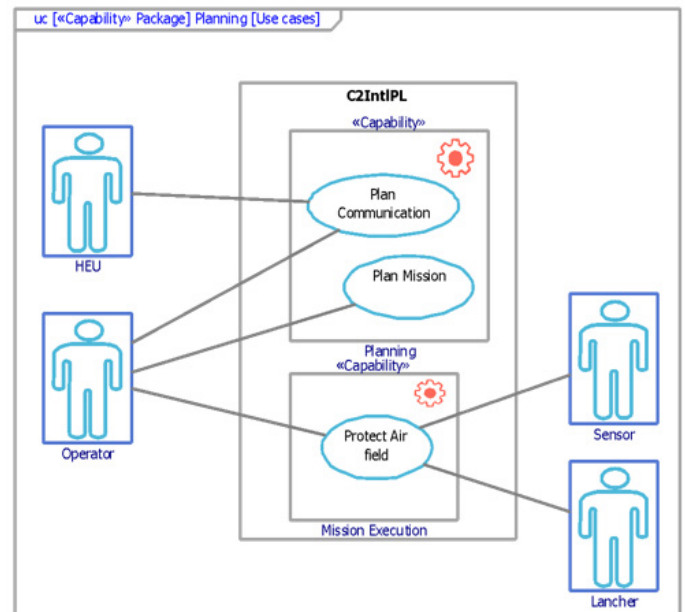 uc [«Capability» Package] Planning [Use cases]
C2IntlPL
«Capability»
Plan
Communication
HEU
Plan Mission
Planning
«Capability»
Operator
Protect Air
field
Sensor
Mission Execution
Lancher